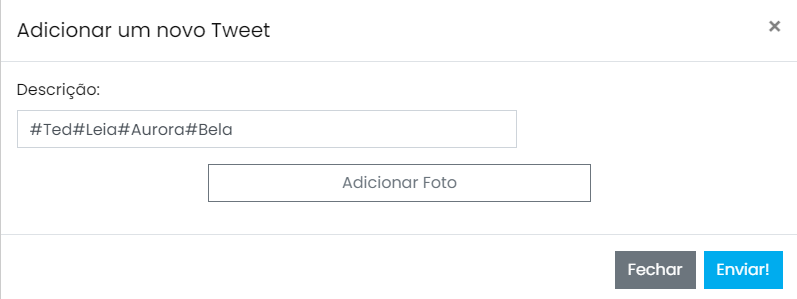 Adicionar um novo Tweet ×
Descrição:
#Ted#Leia#Aurora#Bela
Adicionar Foto
Fechar Enviar!